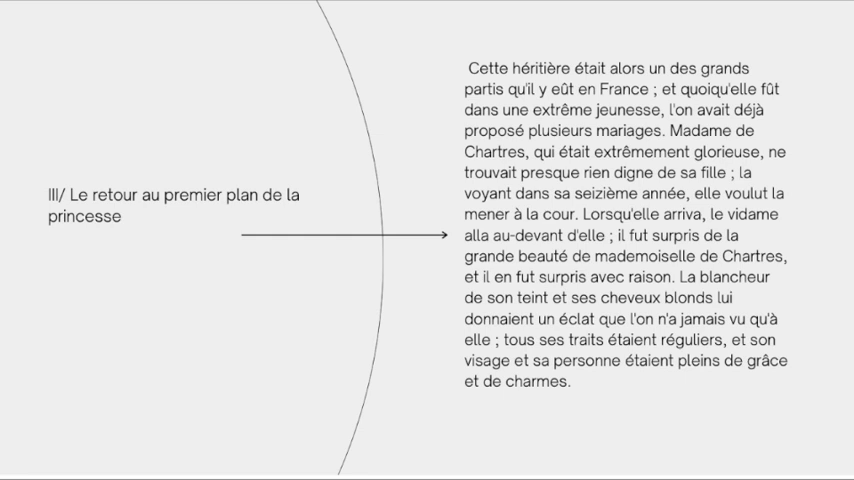 III/ Le retour au premier plan de la
princesse
Cette héritière était alors un des grands
partis qu'il y eût en France ; et quoiqu'elle fût
dans une extrême jeunesse, l'on avait déjà
proposé plusieurs mariages. Madame de
Chartres, qui était extrêmement glorieuse, ne
trouvait presque rien digne de sa fille ; la
voyant dans sa seizième année, elle voulut la
mener à la cour. Lorsqu'elle arriva, le vidame
alla au-devant d'elle ; il fut surpris de la
grande beauté de mademoiselle de Chartres,
et il en fut surpris avec raison. La blancheur
de son teint et ses cheveux blonds lui
donnaient un éclat que l'on n'a jamais vu qu'à
elle ; tous ses traits étaient réguliers, et son
visage et sa personne étaient pleins de grâce
et de charmes.